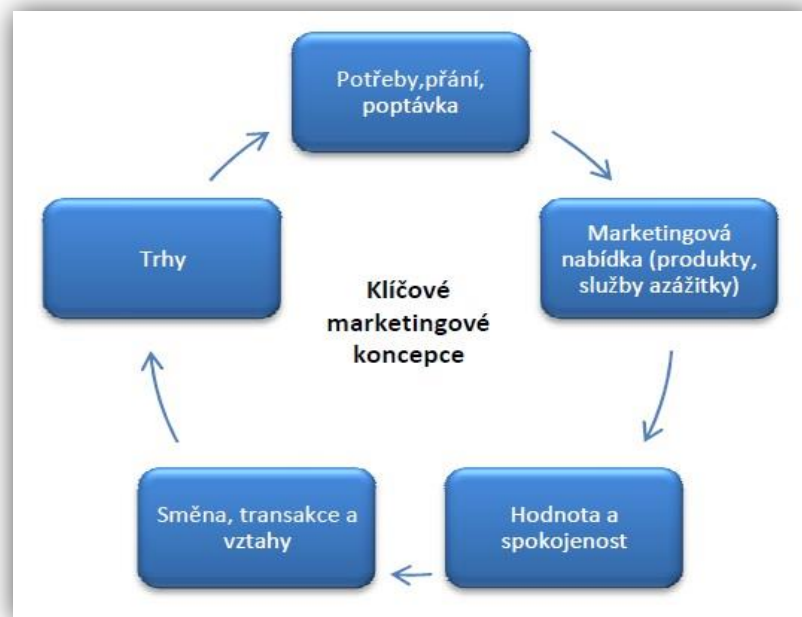 Potřeby,přání,
poptávka
Marketingová
nabídka (produkty,
služby azážitky)
Hodnota a
spokojenost
Směna, transakce a
vztahy
Trhy
Klíčové
marketingové
koncepce